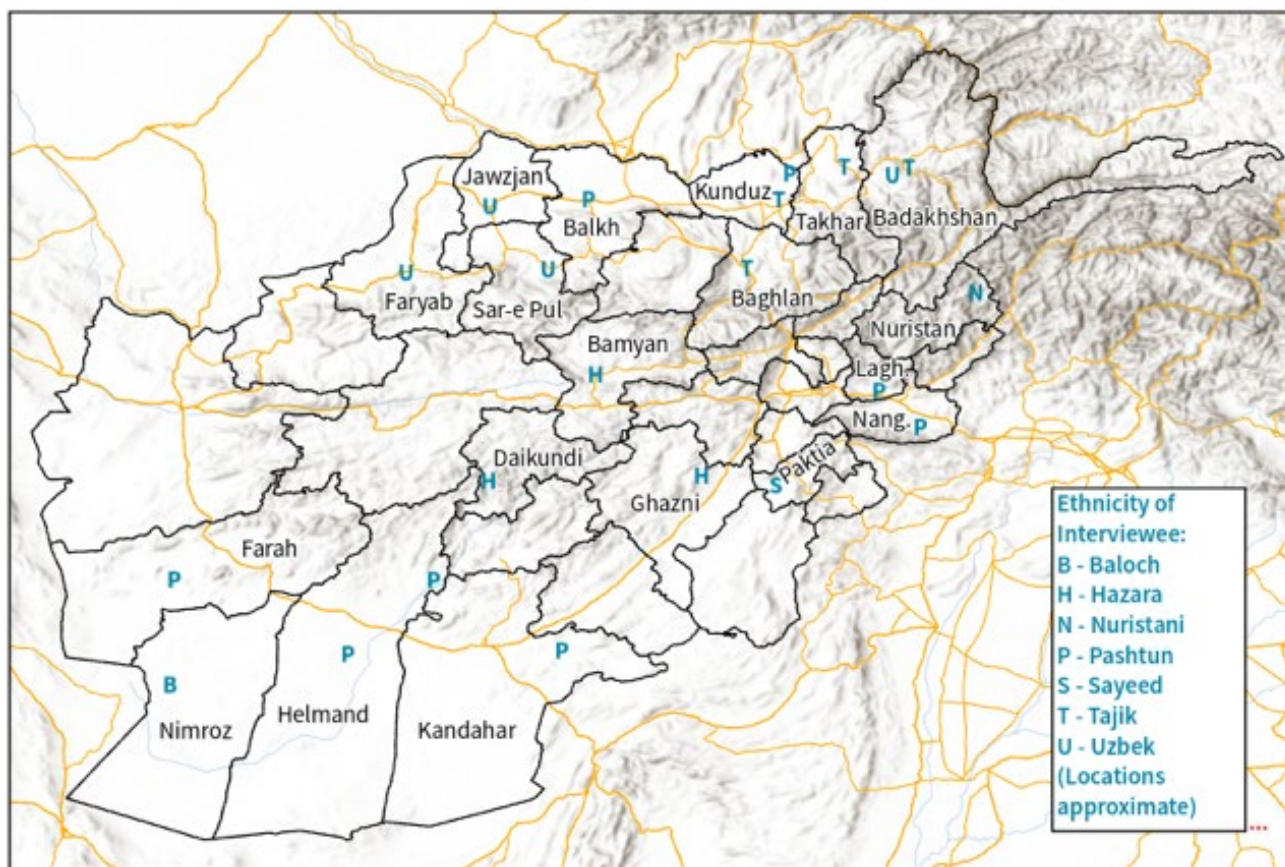 Jawzjan
U
P
Balkh
P
Kunduz
T
T
Takhar
U T
Badakhshan
U
Faryab
U
Sar-e Pul
T
Baghlan
N
Nuristan
Bamyan
H
Lagh.
P
Nang.
P
Daikundi
H
H
Ghazni
Paktia
S
Farah
P
P
P
P
B
Nimroz
Helmand
Kandahar
Ethnicity of
Interviewee:
B - Baloch
H - Hazara
N - Nuristani
P - Pashtun
S - Sayeed
T - Tajik
U - Uzbek
(Locations
approximate)
...